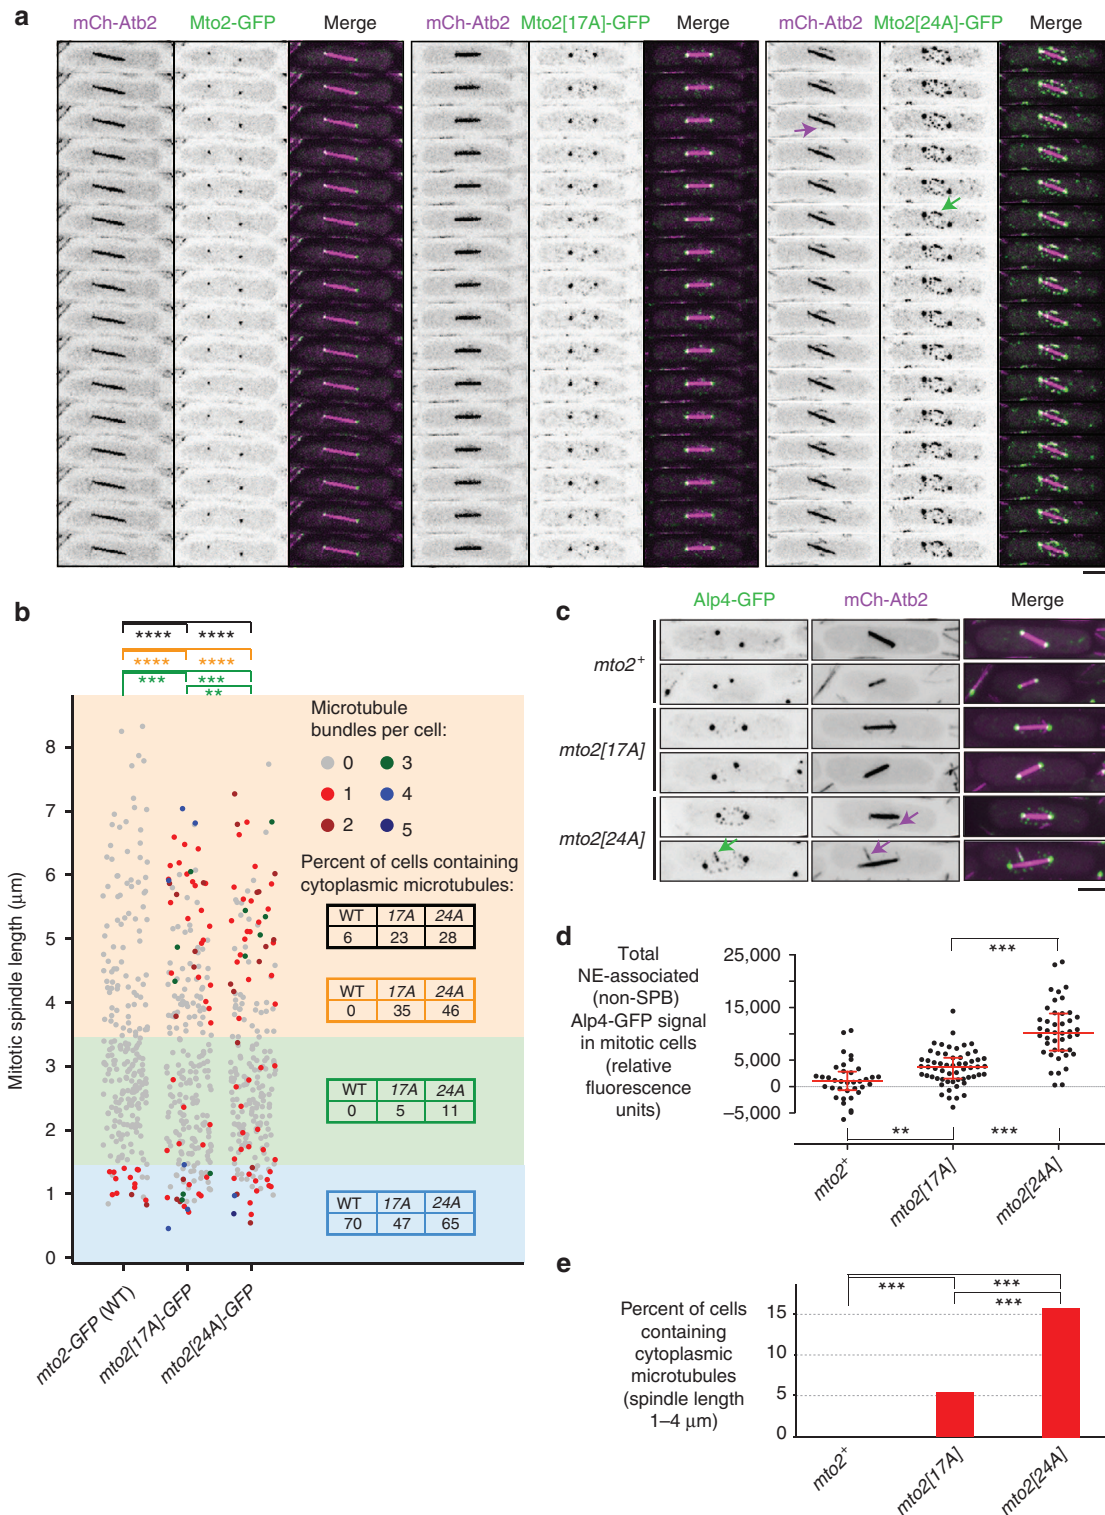 a
mCh-Atb2 Mto2-GFP Merge mCh-Atb2 Mto2[17A]-GFP Merge mCh-Atb2 Mto2[24A]-GFP Merge
b
**** ****
**** ****
*** ***
**
Mitotic spindle length (μm)
8
7
6
5
4
3
2
1
0
Microtubule
bundles per cell:
0 3
1 4
2 5
Percent of cells containing
cytoplasmic microtubules:
WT 17A 24A
6 23 28
WT 17A 24A
0 35 46
WT 17A 24A
0 5 11
WT 17A 24A
70 47 65
mto2-GFP (WT)
mto2[17A]-GFP
mto2[24A]-GFP
c
Alp4-GFP mCh-Atb2 Merge
mto2+
mto2[17A]
mto2[24A]
d
Total
NE-associated
(non-SPB)
Alp4-GFP signal
in mitotic cells
(relative
fluorescence
units)
25,000
15,000
5,000
0
−5,000
***
** ***
mto2+
mto2[17A]
mto2[24A]
e
Percent of cells
containing
cytoplasmic
microtubules
(spindle length
1–4 μm)
15
10
5
0
*** ***
***
mto2+
mto2[17A]
mto2[24A]